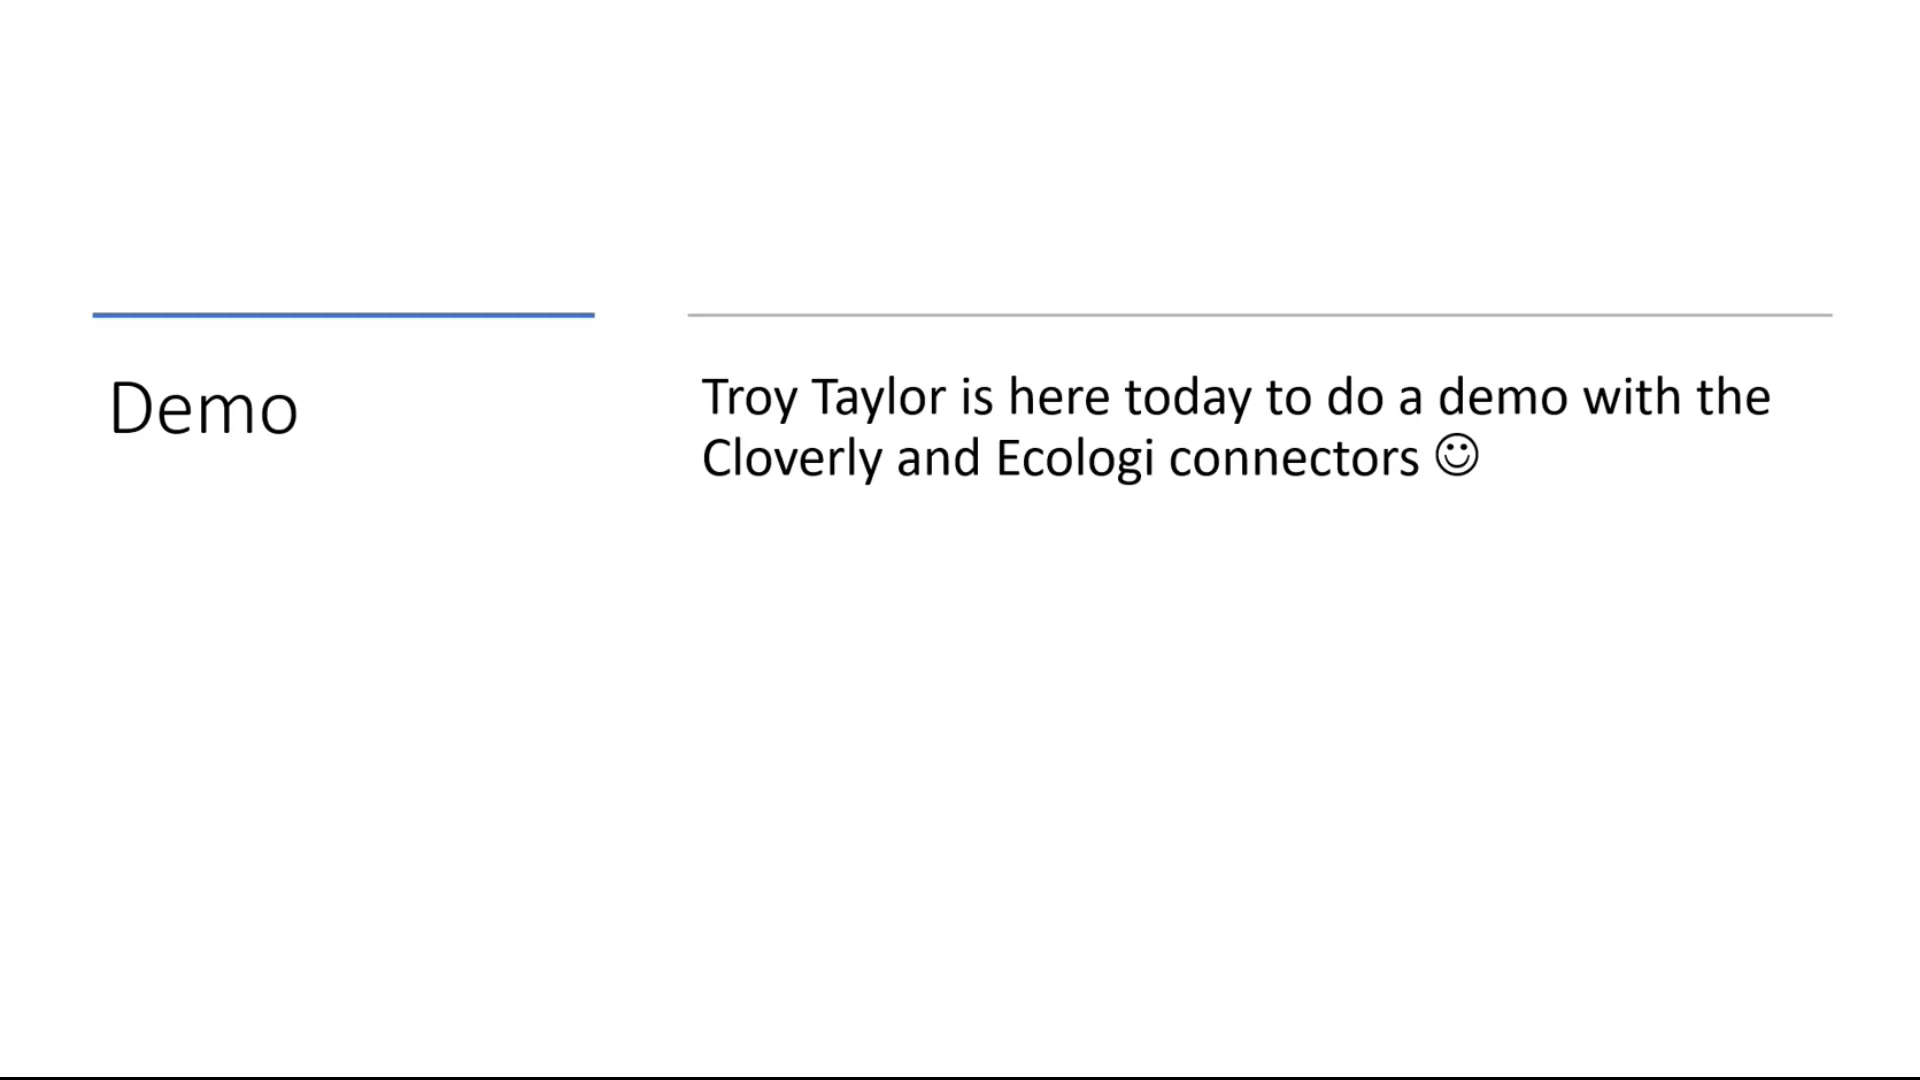 Demo
Troy Taylor is here today to do a demo with the
Cloverly and Ecologi connectors ☺